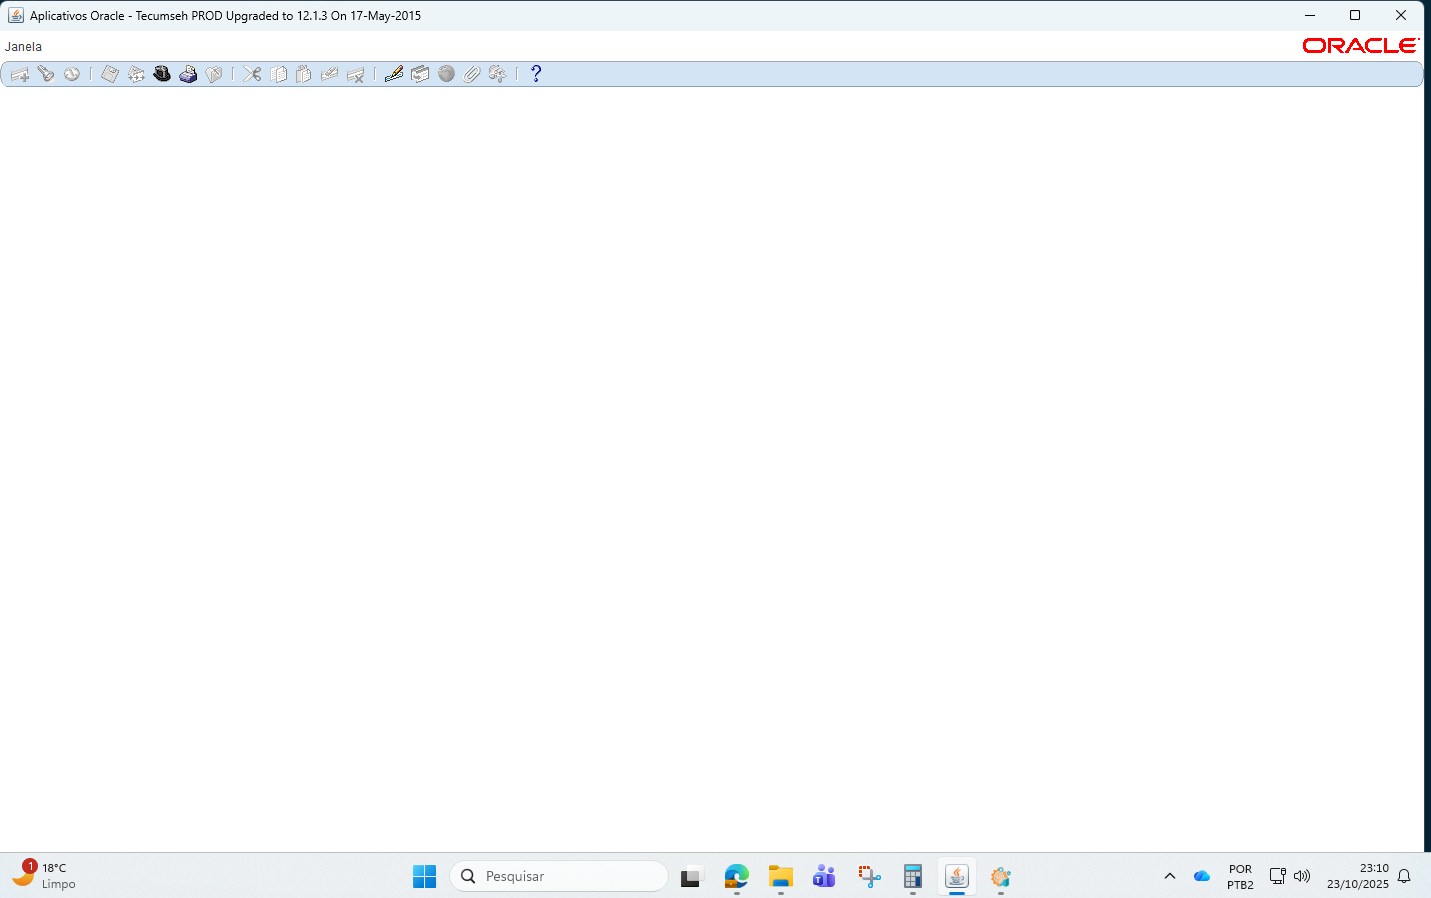 Aplicativos Oracle - Tecumseh PROD Upgraded to 12.1.3 On 17-May-2015
Janela
ORACLE
?
1
18°C
Limpo
Pesquisar
T
POR
PTB2
23:10
23/10/2025